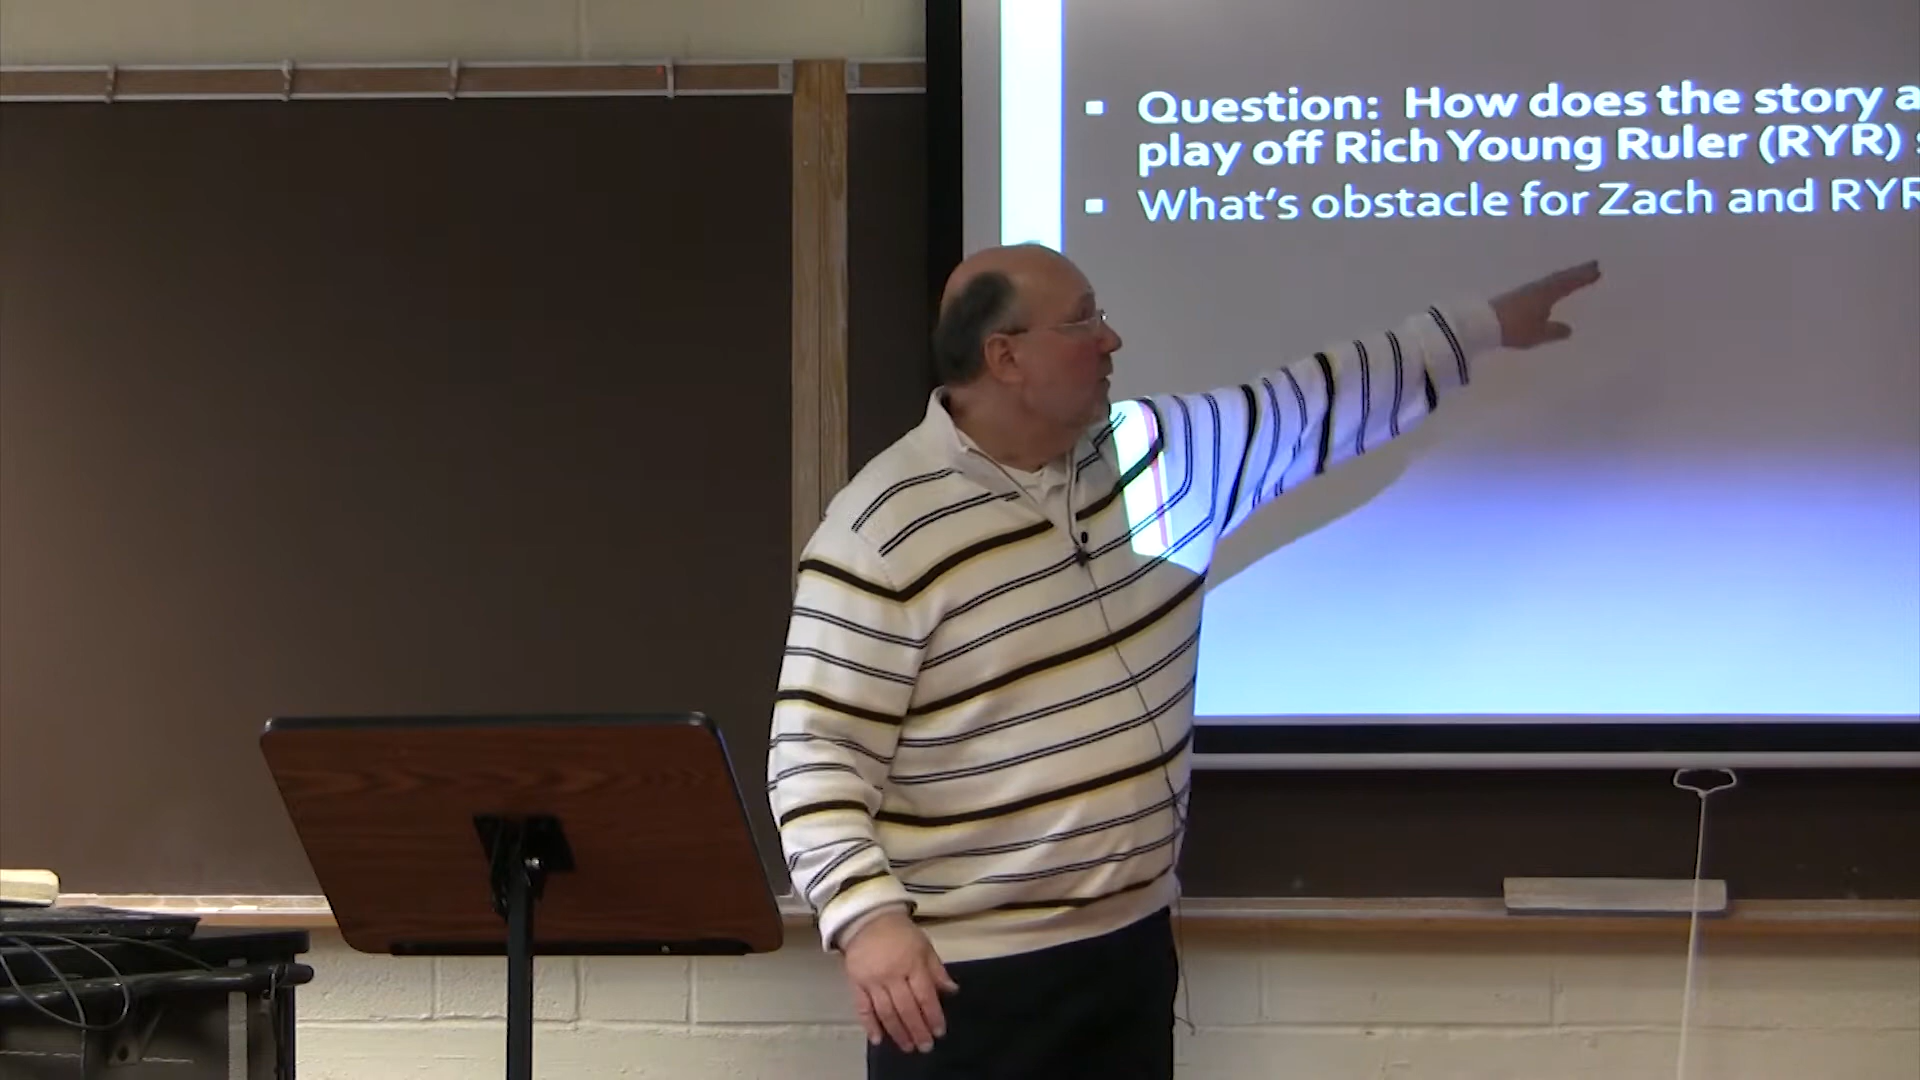 Question: How does the story
play off Rich Young Ruler (RYR)
What's obstacle for Zach and RYR